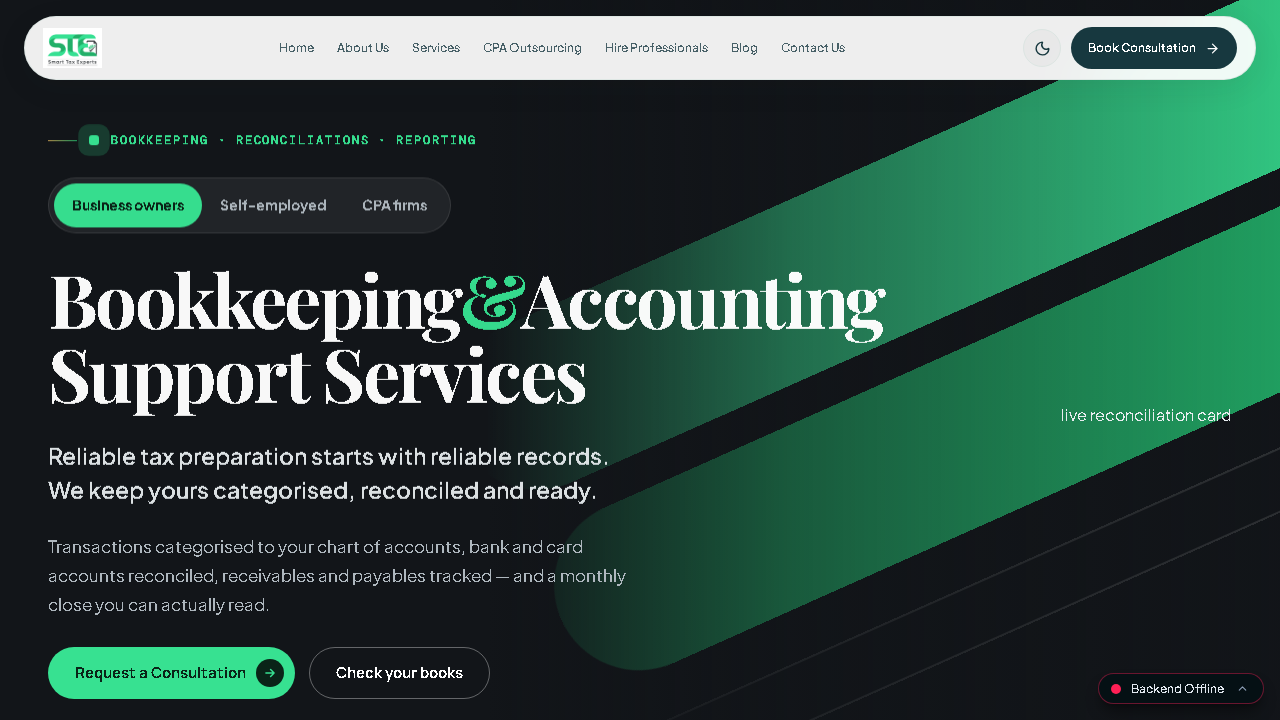 STE
Smart Tax Experts
Home
About Us
Services
CPA Outsourcing
Hire Professionals
Blog
Contact Us
Book Consultation
BOOKKEEPING · RECONCILIATIONS · REPORTING
Business owners
Self-employed
CPA firms
Bookkeeping&Accounting
Support Services
live reconciliation card
Reliable tax preparation starts with reliable records.
We keep yours categorised, reconciled and ready.
Transactions categorised to your chart of accounts, bank and card
accounts reconciled, receivables and payables tracked — and a monthly
close you can actually read.
Request a Consultation
Check your books
Backend Offline